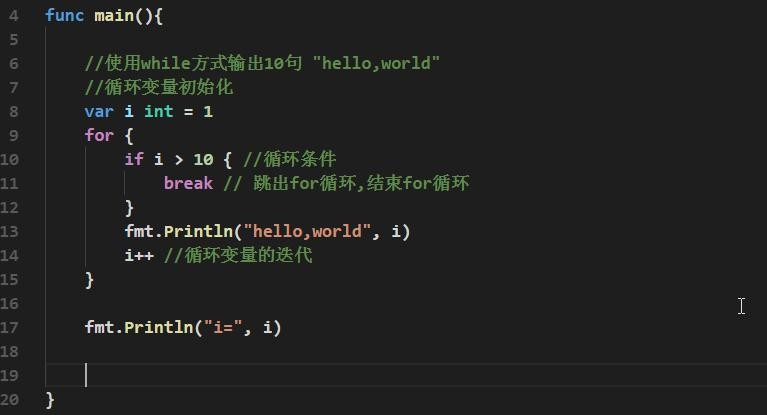 4 func main(){
5
6 //使用while方式输出10句 "hello,world"
7 //循环变量初始化
8 var i int = 1
9 for {
10 if i > 10 { //循环条件
11 break // 跳出for循环,结束for循环
12 }
13 fmt.Println("hello,world", i)
14 i++ //循环变量的迭代
15 }
16
17 fmt.Println("i=", i)
18
19
20 }